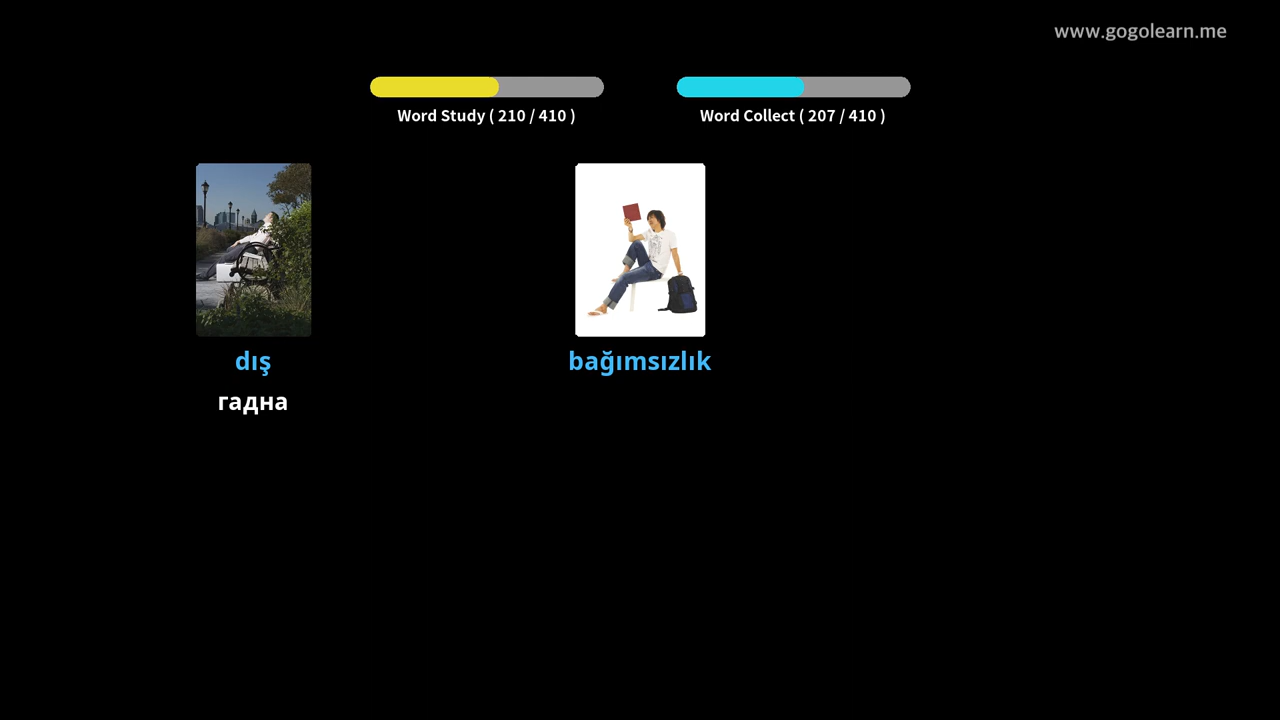 www.gogolearn.me
Word Study ( 210 / 410 )
Word Collect ( 207 / 410 )
dış
гадна
bağımsızlık